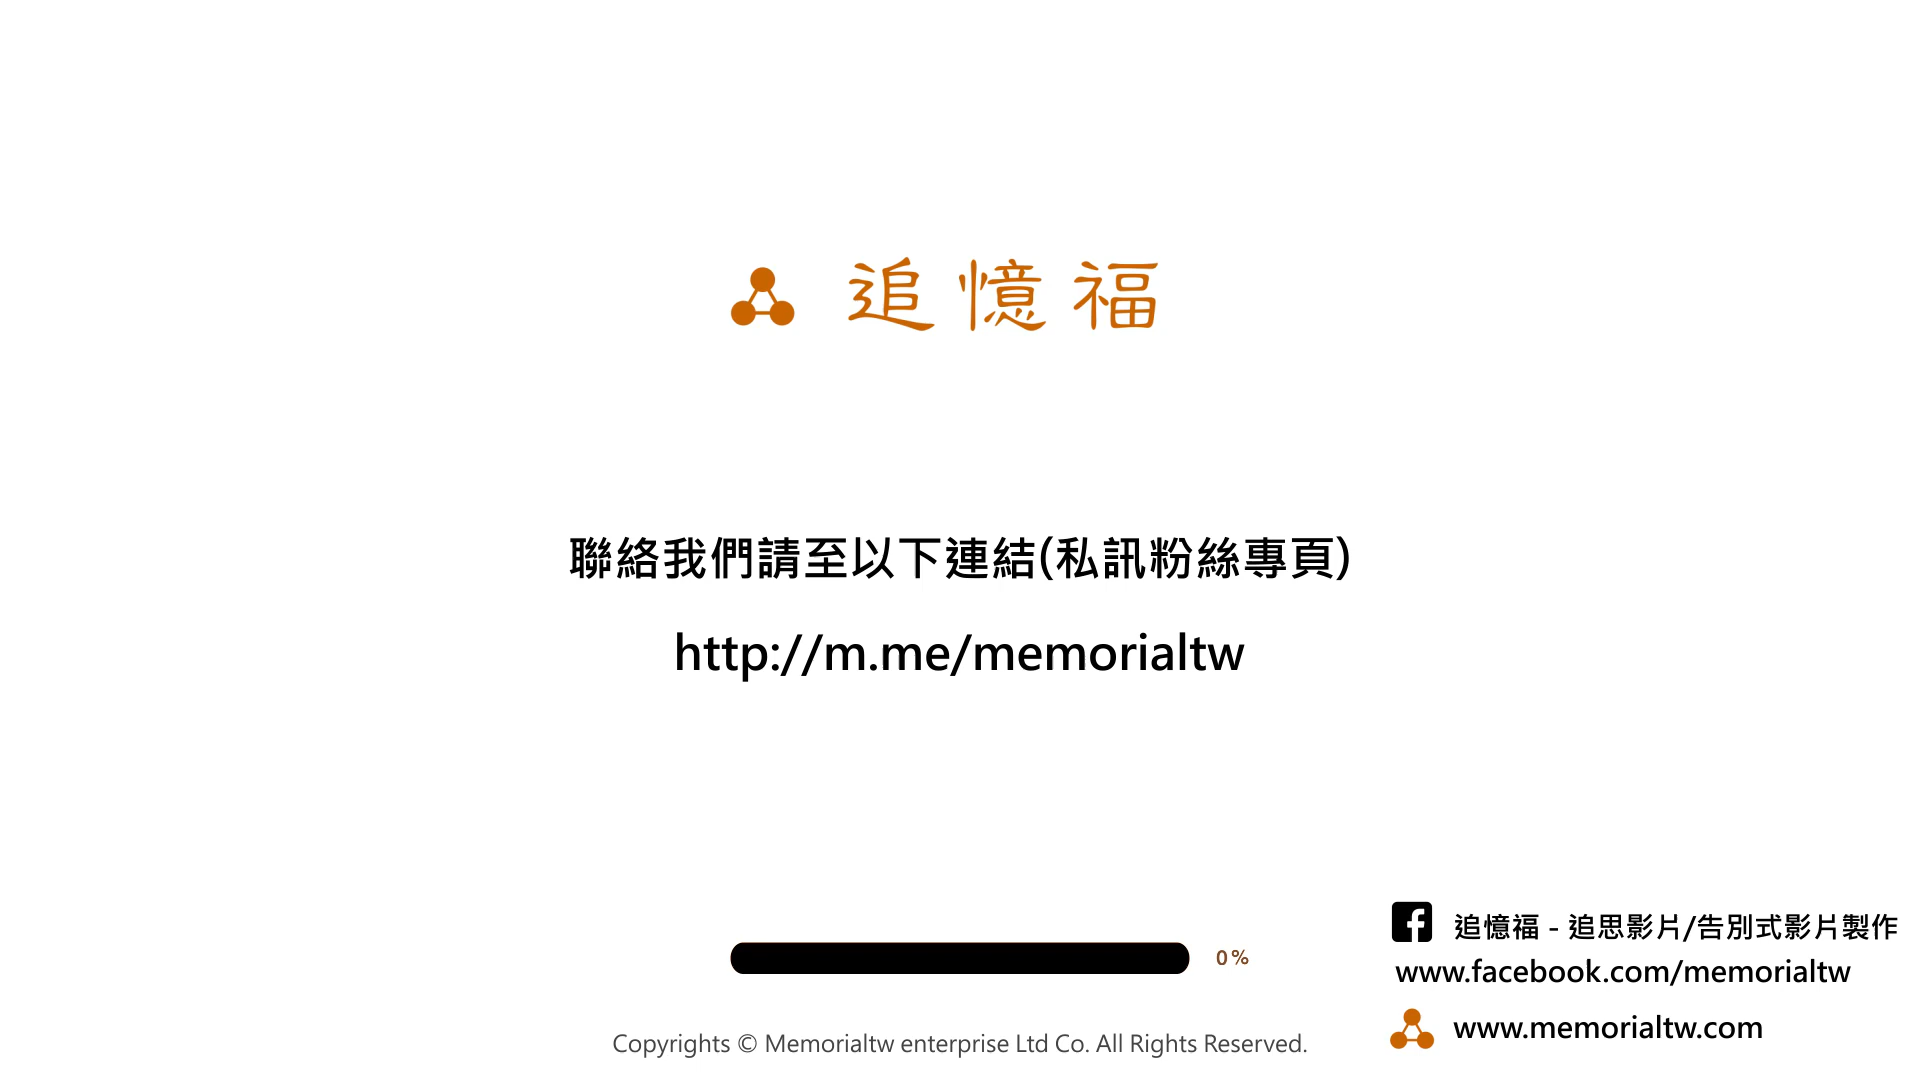 追憶福
聯絡我們請至以下連結(私訊粉絲專頁)
http://m.me/memorialtw
0%
追憶福 - 追思影片/告別式影片製作
www.facebook.com/memorialtw
www.memorialtw.com
Copyrights © Memorialtw enterprise Ltd Co. All Rights Reserved.